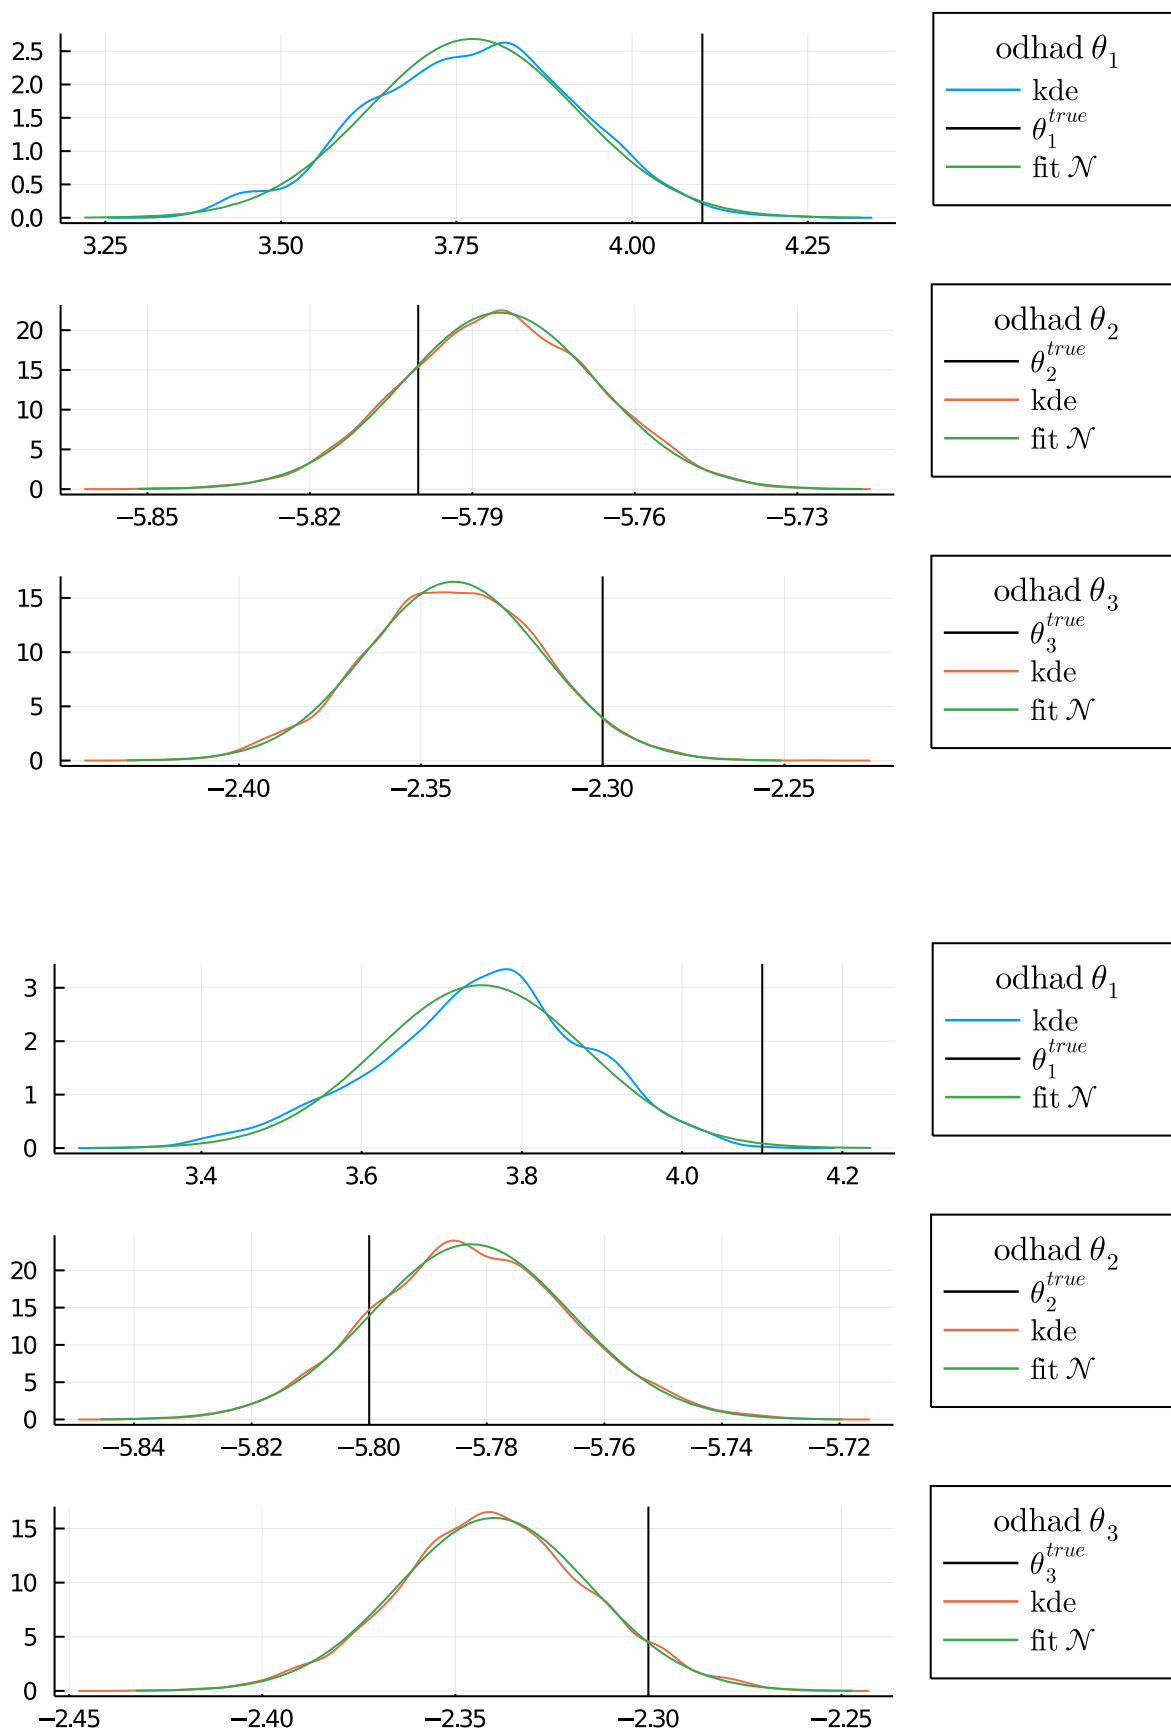 2.5
2.0
1.5
1.0
0.5
0.0
3.25 3.50 3.75 4.00 4.25
odhad θ₁
kde
θ₁ᵗʳᵘᵉ
fit 𝒩
20
15
10
5
0
−5.85 −5.82 −5.79 −5.76 −5.73
odhad θ₂
θ₂ᵗʳᵘᵉ
kde
fit 𝒩
15
10
5
0
−2.40 −2.35 −2.30 −2.25
odhad θ₃
θ₃ᵗʳᵘᵉ
kde
fit 𝒩
3
2
1
0
3.4 3.6 3.8 4.0 4.2
odhad θ₁
kde
θ₁ᵗʳᵘᵉ
fit 𝒩
20
15
10
5
0
−5.84 −5.82 −5.80 −5.78 −5.76 −5.74 −5.72
odhad θ₂
θ₂ᵗʳᵘᵉ
kde
fit 𝒩
15
10
5
0
−2.45 −2.40 −2.35 −2.30 −2.25
odhad θ₃
θ₃ᵗʳᵘᵉ
kde
fit 𝒩